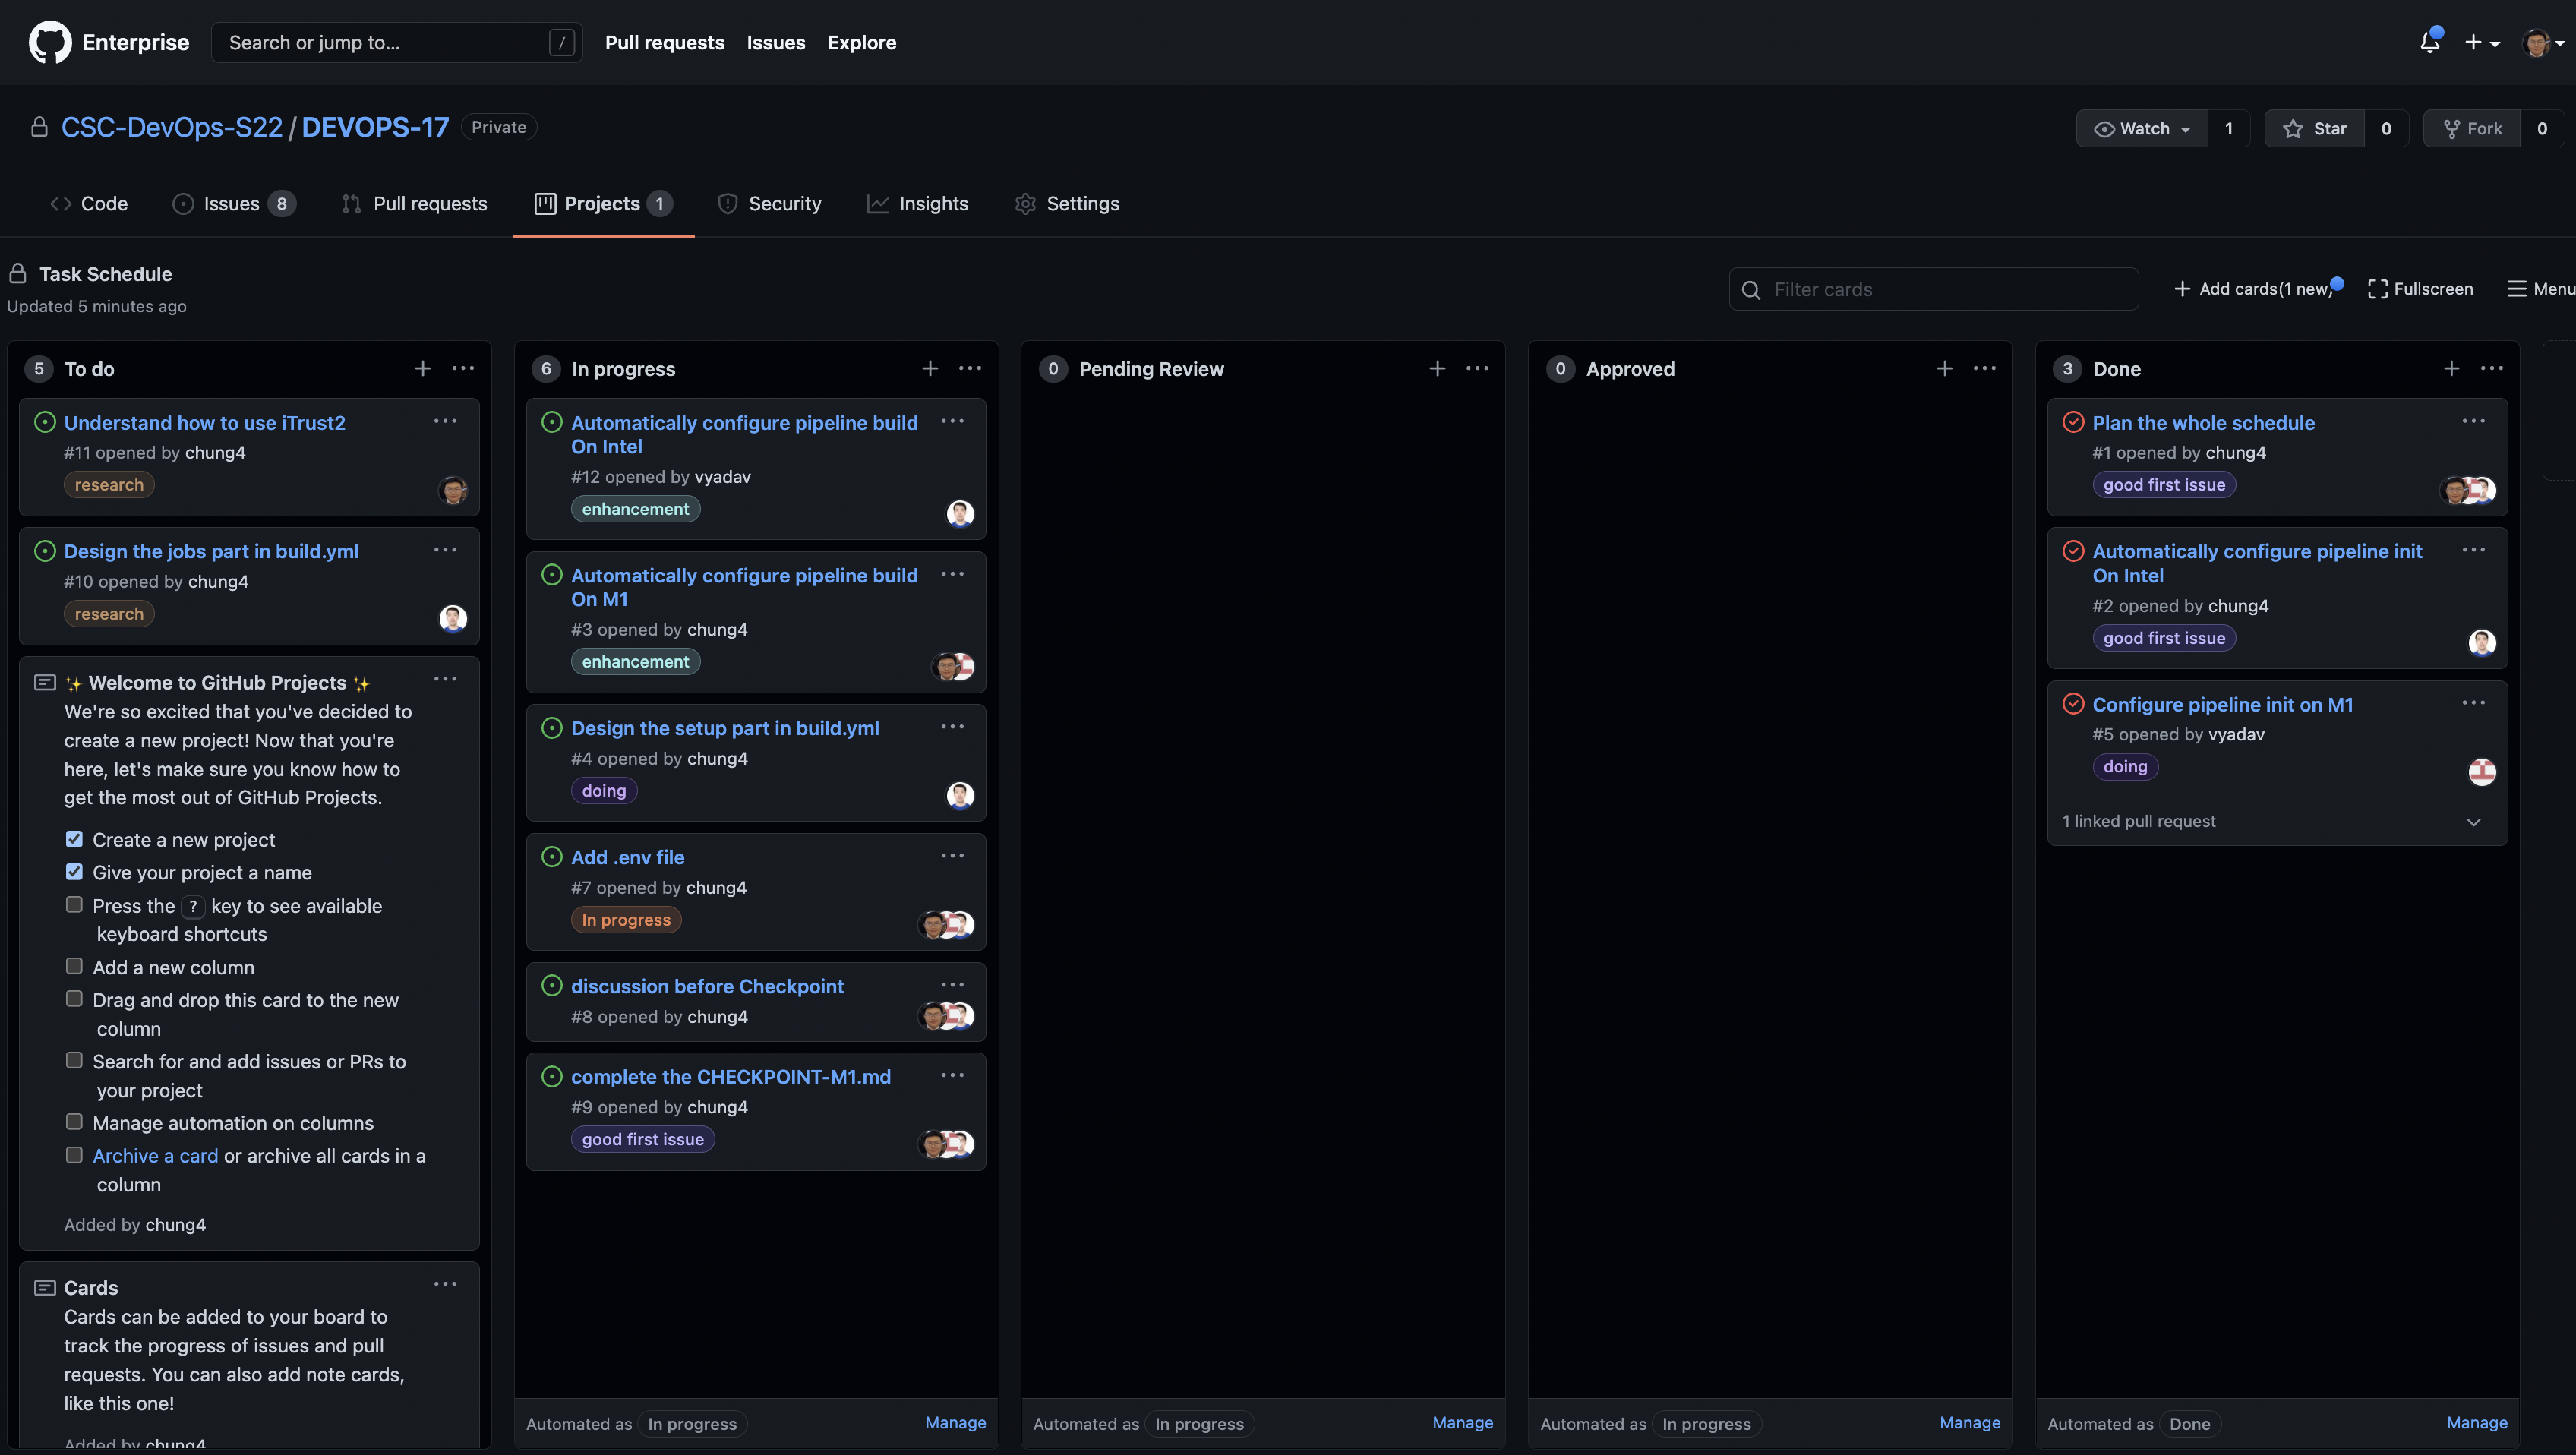 Enterprise
Search or jump to... /
Pull requests
Issues
Explore
CSC-DevOps-S22 / DEVOPS-17 Private
Watch 1
Star 0
Fork 0
Code
Issues 8
Pull requests
Projects 1
Security
Insights
Settings
Task Schedule
Updated 5 minutes ago
Filter cards
Add cards(1 new)
Fullscreen
Menu
5 To do
Understand how to use iTrust2
#11 opened by chung4
research
Design the jobs part in build.yml
#10 opened by chung4
research
✨ Welcome to GitHub Projects ✨
We're so excited that you've decided to
create a new project! Now that you're
here, let's make sure you know how to
get the most out of GitHub Projects.
Create a new project
Give your project a name
Press the ? key to see available
keyboard shortcuts
Add a new column
Drag and drop this card to the new
column
Search for and add issues or PRs to
your project
Manage automation on columns
Archive a card or archive all cards in a
column
Added by chung4
Cards
Cards can be added to your board to
track the progress of issues and pull
requests. You can also add note cards,
like this one!
Added by chung4
6 In progress
Automatically configure pipeline build
On Intel
#12 opened by vyadav
enhancement
Automatically configure pipeline build
On M1
#3 opened by chung4
enhancement
Design the setup part in build.yml
#4 opened by chung4
doing
Add .env file
#7 opened by chung4
In progress
discussion before Checkpoint
#8 opened by chung4
complete the CHECKPOINT-M1.md
#9 opened by chung4
good first issue
Automated as In progress
Manage
0 Pending Review
Automated as In progress
Manage
0 Approved
Automated as In progress
Manage
3 Done
Plan the whole schedule
#1 opened by chung4
good first issue
Automatically configure pipeline init
On Intel
#2 opened by chung4
good first issue
Configure pipeline init on M1
#5 opened by vyadav
doing
1 linked pull request
Automated as Done
Manage